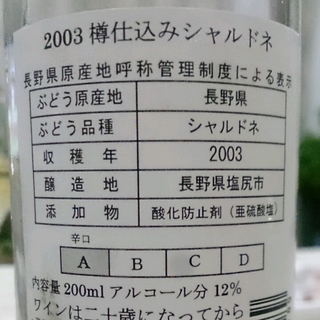 2003 樽仕込みシャルドネ
長野県原産地呼称管理制度による表示
ぶどう原産地 長野県
ぶどう品種 シャルドネ
収穫年 2003
醸造地 長野県塩尻市
添加物 酸化防止剤（亜硫酸塩）
辛口
A B C D
内容量200ml アルコール分 12%
ワインは二十歳になってから